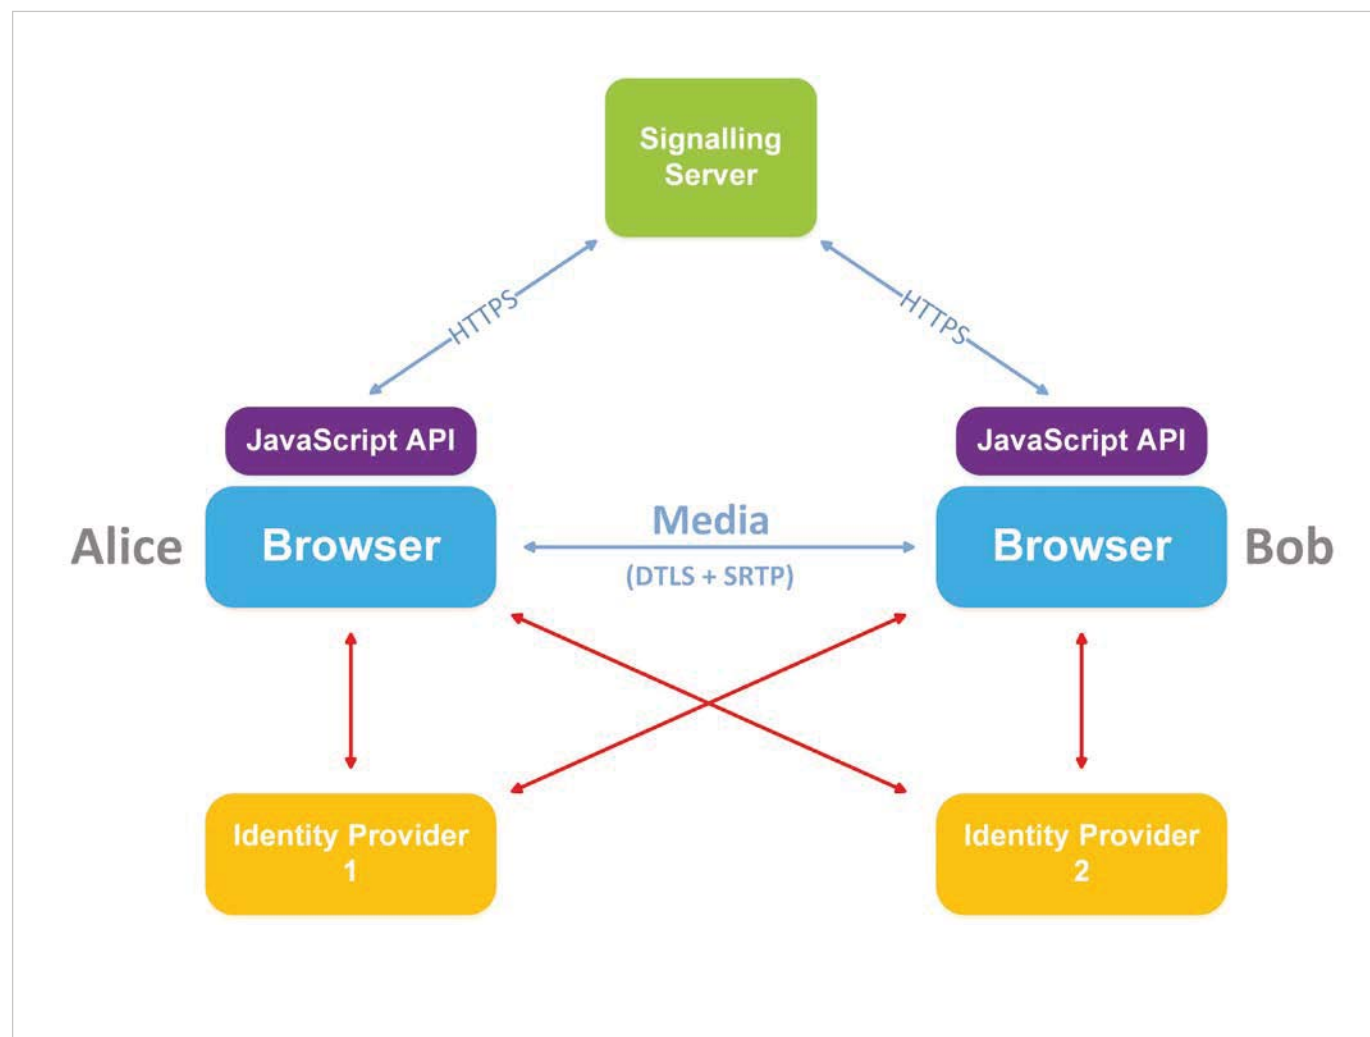 Signalling
Server
HTTPS
HTTPS
JavaScript API
JavaScript API
Alice
Browser
Media
(DTLS + SRTP)
Browser
Bob
Identity Provider
1
Identity Provider
2